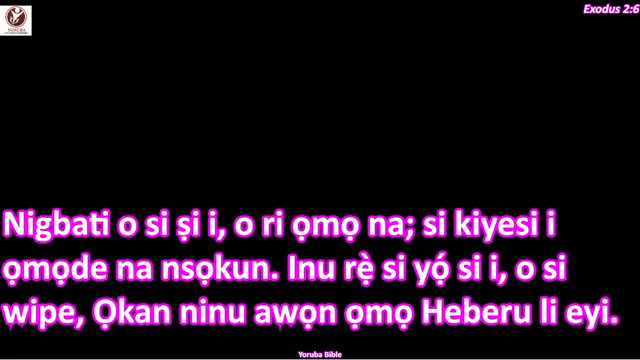 Exodus 2:6
Nigbati o si ṣi i, o ri ọmọ na; si kiyesi i
ọmọde na nsọkun. Inu rẹ̀ si yọ́ si i, o si
wipe, Ọkan ninu awọn ọmọ Heberu li eyi.
Yoruba Bible